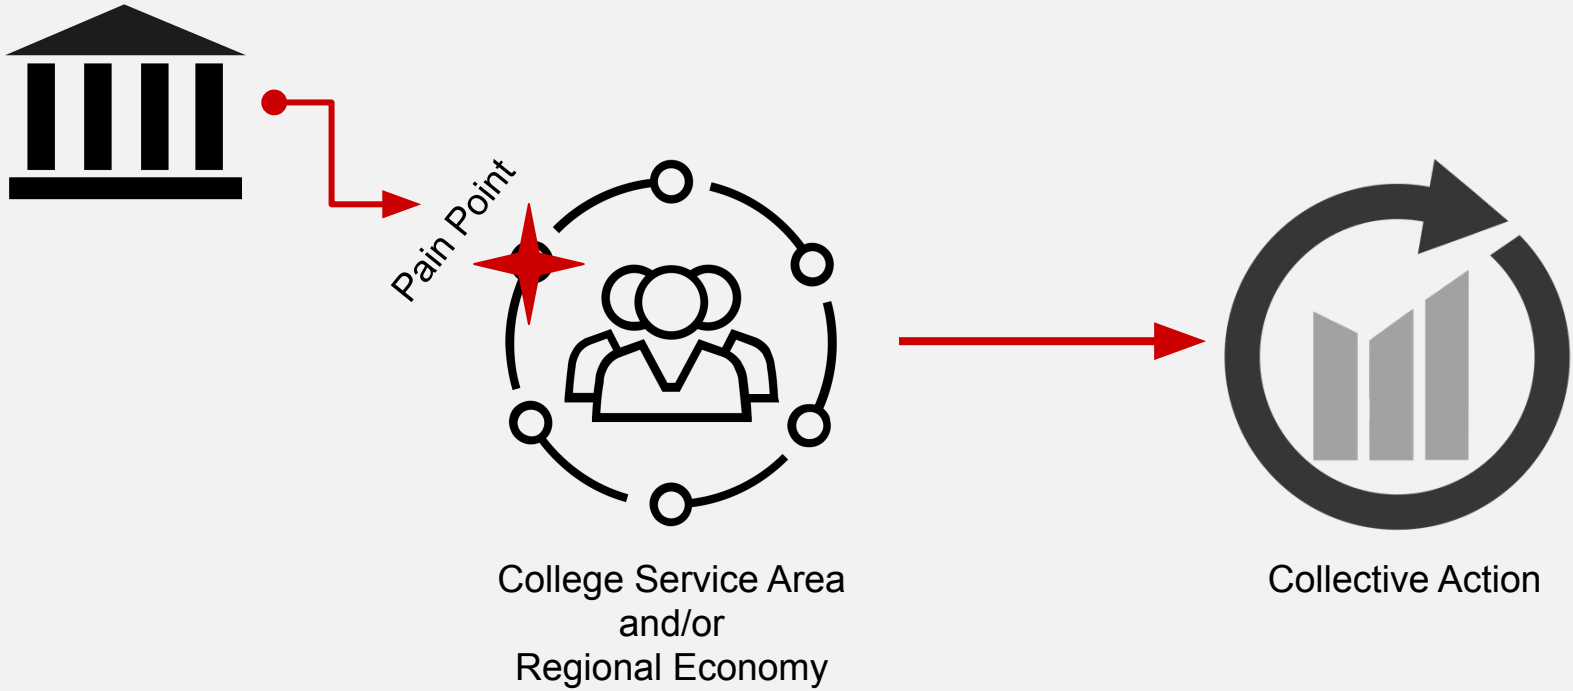 Pain Point
College Service Area
and/or
Regional Economy
Collective Action